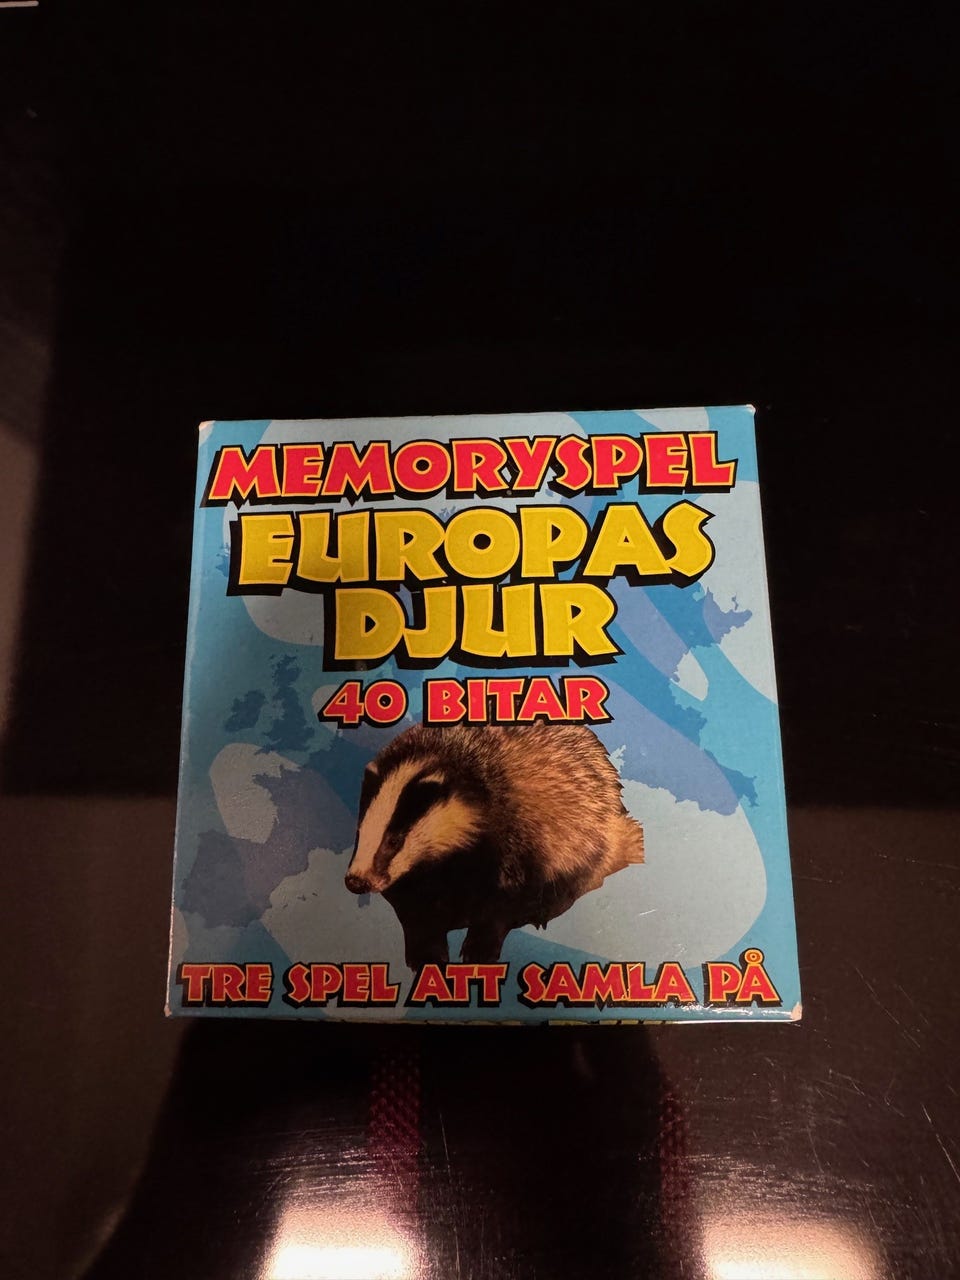 MEMORYSPEL
EUROPAS
DJUR
40 BITAR
TRE SPEL ATT SAMLA PÅ